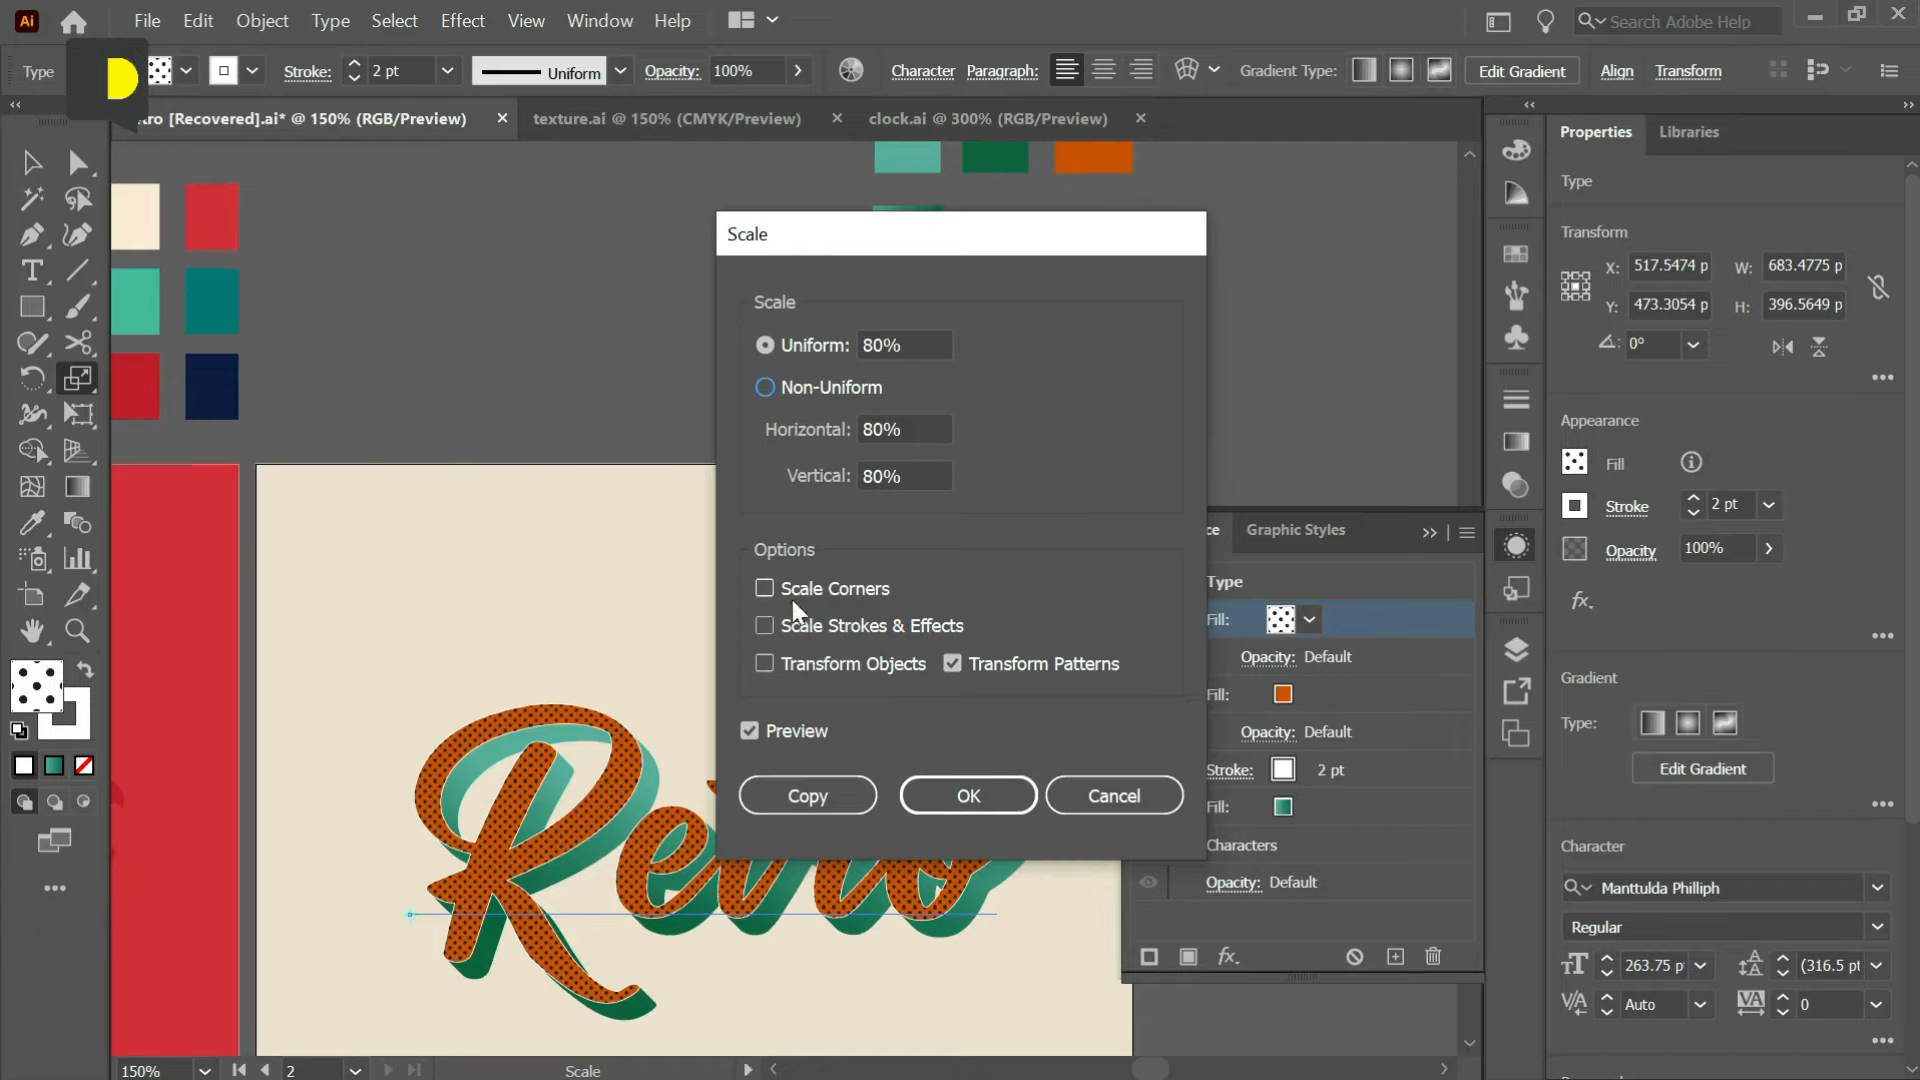 Ai File Edit Object Type Select Effect View Window Help Search Adobe Help
Type Stroke: 2 pt Uniform Opacity: 100% Character Paragraph: Gradient Type: Edit Gradient Align Transform
tro [Recovered].ai* @ 150% (RGB/Preview) × texture.ai @ 150% (CMYK/Preview) × clock.ai @ 300% (RGB/Preview) ×
Properties Libraries
Type
Transform
X: 517.5474 p W: 683.4775 p
Y: 473.3054 p H: 396.5649 p
0°
Appearance
Fill
Stroke 2 pt
Opacity 100%
fx.
Gradient
Type:
Edit Gradient
Character
Manttulda Philliph
Regular
263.75 p (316.5 pt
Auto 0
Scale
Scale
Uniform: 80%
Non-Uniform
Horizontal: 80%
Vertical: 80%
Options
Scale Corners
Scale Strokes & Effects
Transform Objects Transform Patterns
Preview
Copy OK Cancel
ce Graphic Styles
Type
Fill:
Opacity: Default
Fill:
Opacity: Default
Stroke: 2 pt
Fill:
Characters
Opacity: Default
fx.
Retro
150% 2 Scale